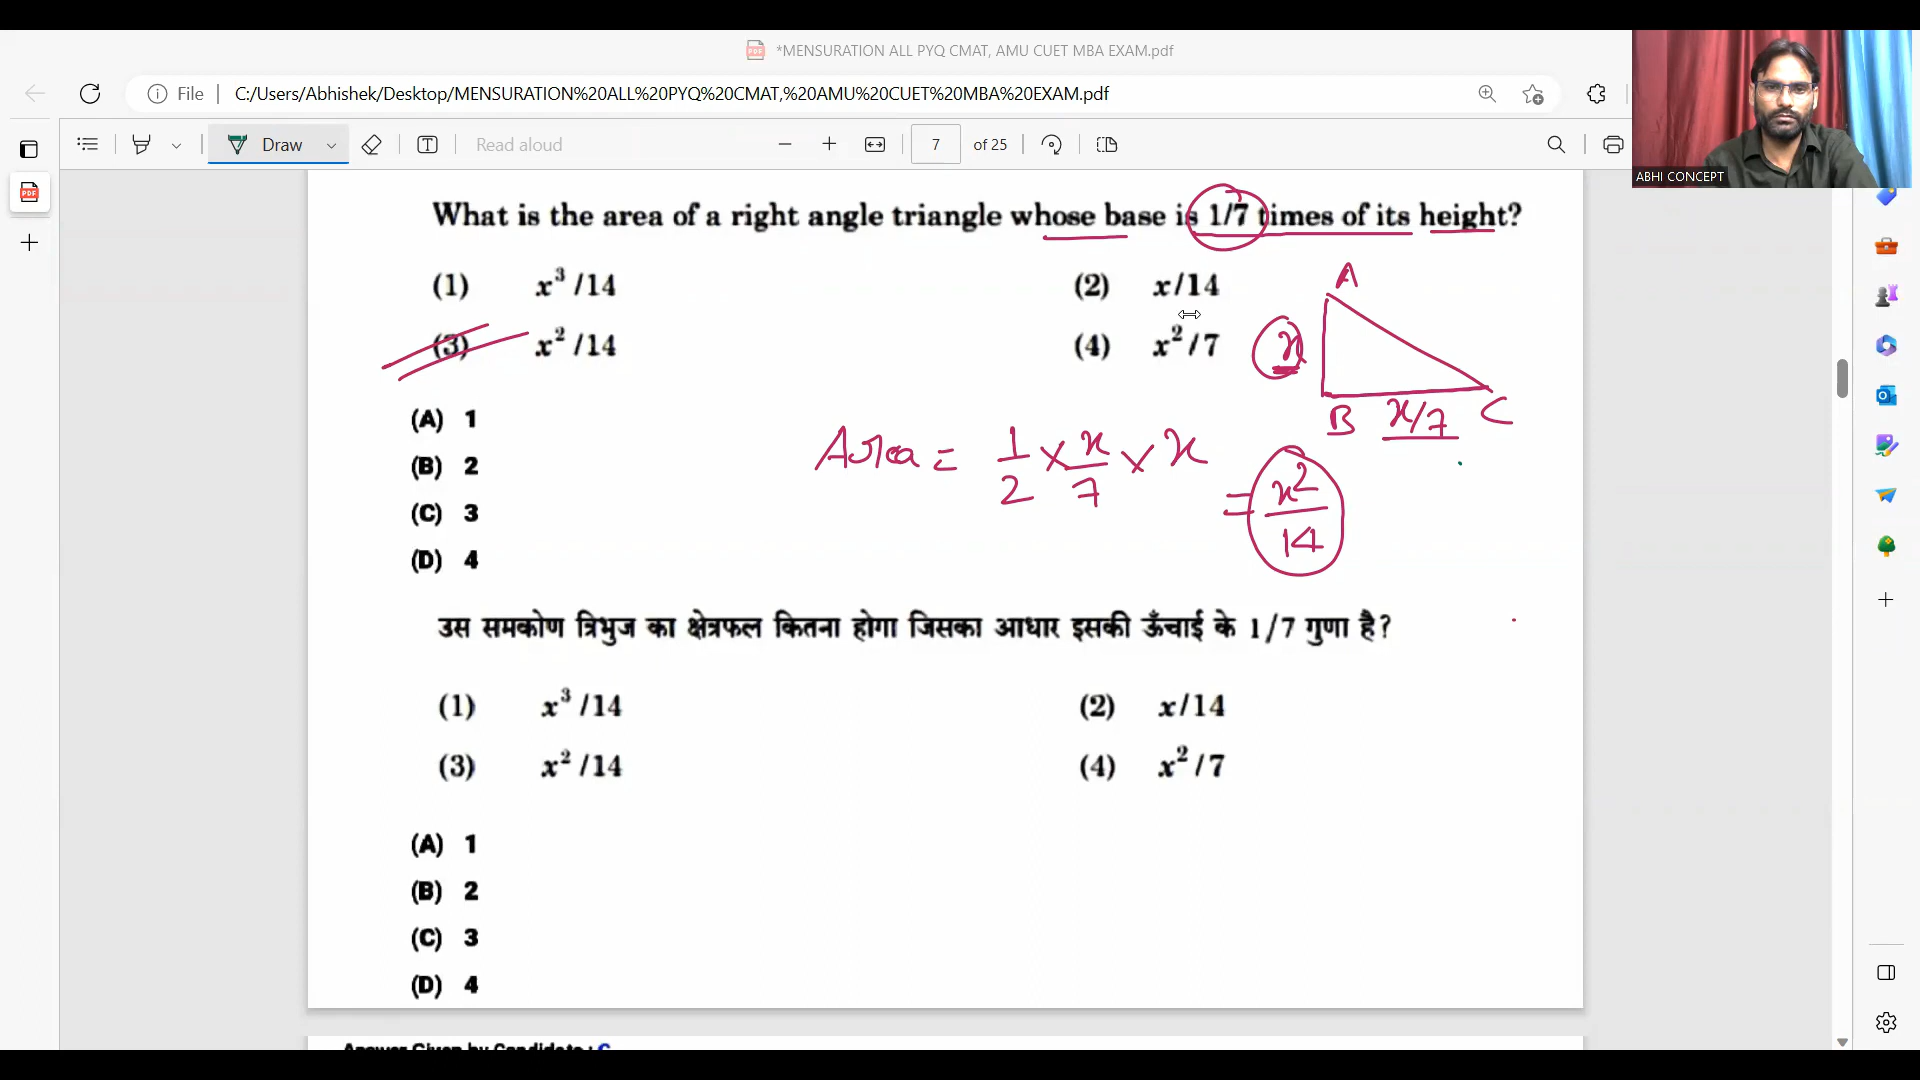 *MENSURATION ALL PYQ CMAT, AMU CUET MBA EXAM.pdf
File C:/Users/Abhishek/Desktop/MENSURATION%20ALL%20PYQ%20CMAT,%20AMU%20CUET%20MBA%20EXAM.pdf
Draw Read aloud 7 of 25
ABHI CONCEPT
What is the area of a right angle triangle whose base is 1/7 times of its height?
(1) x³/14 (2) x/14
(3) x²/14 (4) x²/7
A
x
B x/7 C
(A) 1
(B) 2
(C) 3
(D) 4
Area = 1/2 × x/7 × x
= x²/14
उस समकोण त्रिभुज का क्षेत्रफल कितना होगा जिसका आधार इसकी ऊँचाई के 1/7 गुणा है?
(1) x³/14 (2) x/14
(3) x²/14 (4) x²/7
(A) 1
(B) 2
(C) 3
(D) 4
Answer Given by Candidate : C